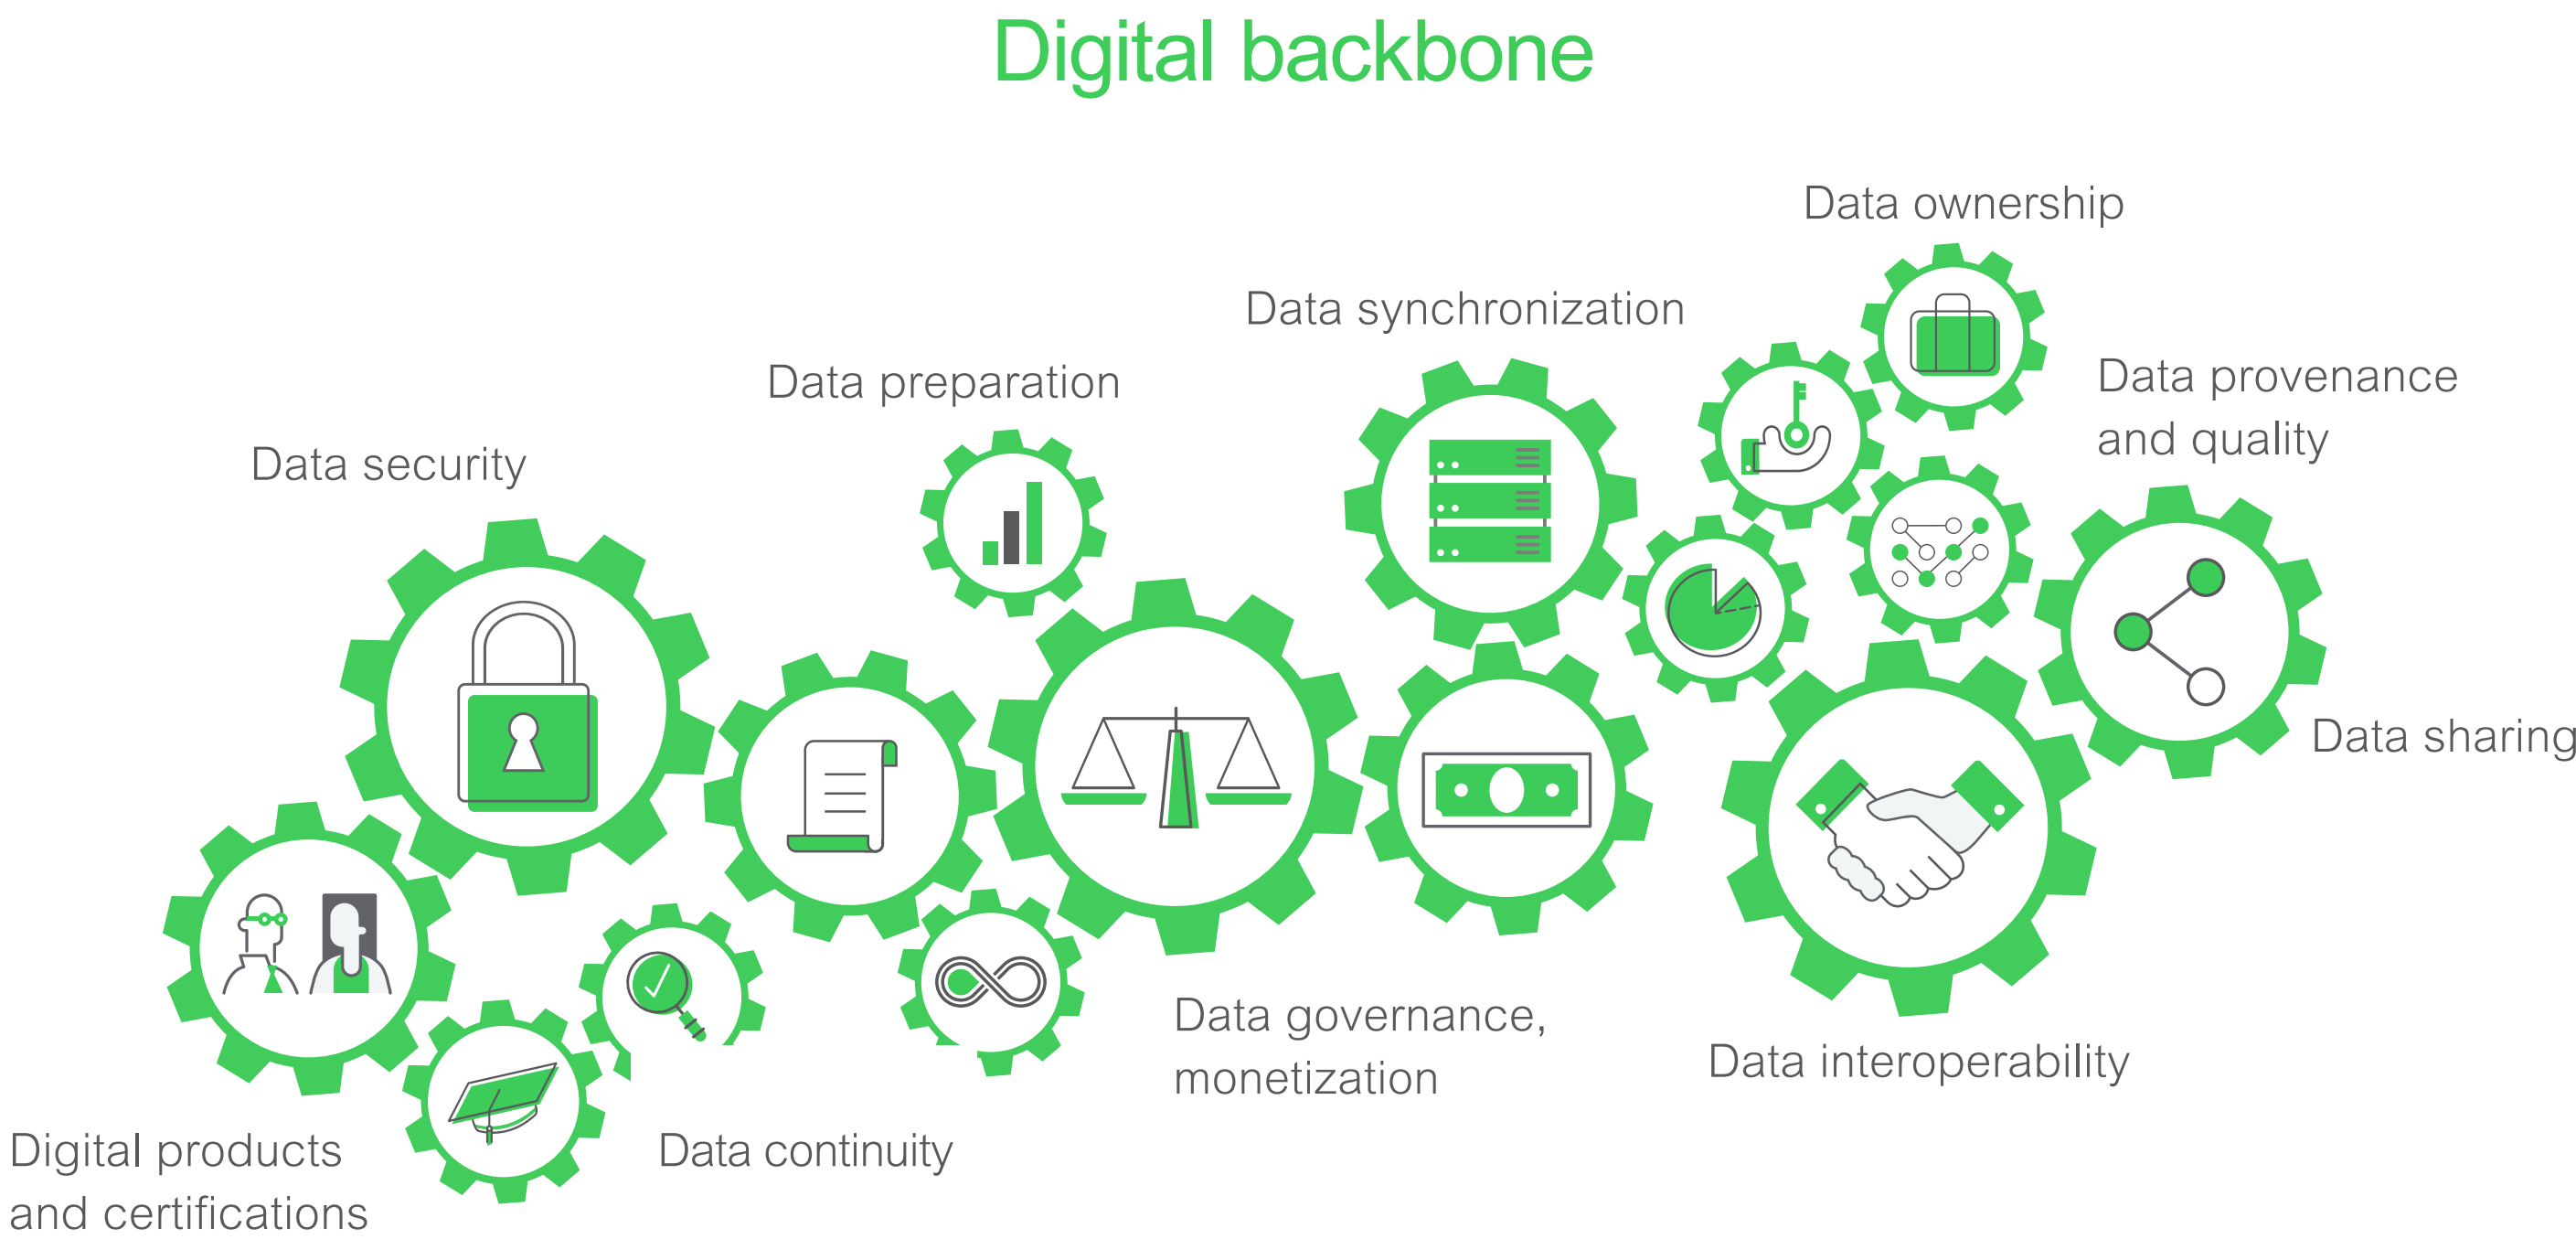 Digital backbone
Data ownership
Data synchronization
Data provenance
and quality
Data preparation
Data security
Data sharing
Data governance,
monetization
Data interoperability
Data continuity
Digital products
and certifications